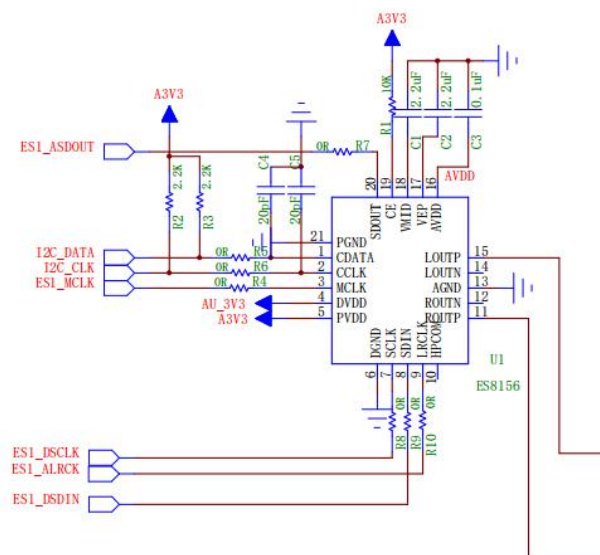 A3V3
10K
2.2uF
2.2uF
0.1uF
R1
C1
C2
C3
A3V3
ES1_ASDOUT
0R
R7
C4
C5
2.2K
2.2K
R2
R3
20pF
20pF
20
19
18
17
16
AVDD
SDOUT
CE
VMID
VEP
AVDD
21
PGND
I2C_DATA
0R
R5
1
CDATA
LOUTP
15
I2C_CLK
0R
R6
2
CCLK
LOUTN
14
ES1_MCLK
0R
R4
3
MCLK
AGND
13
AU_3V3
4
DVDD
ROUTN
12
A3V3
5
PVDD
ROUTP
11
DGND
SCLK
SDIN
LRCLK
HPCOM
6
7
8
9
10
U1
ES8156
0R
0R
0R
R8
R9
R10
ES1_DSCLK
ES1_ALRCK
ES1_DSDIN